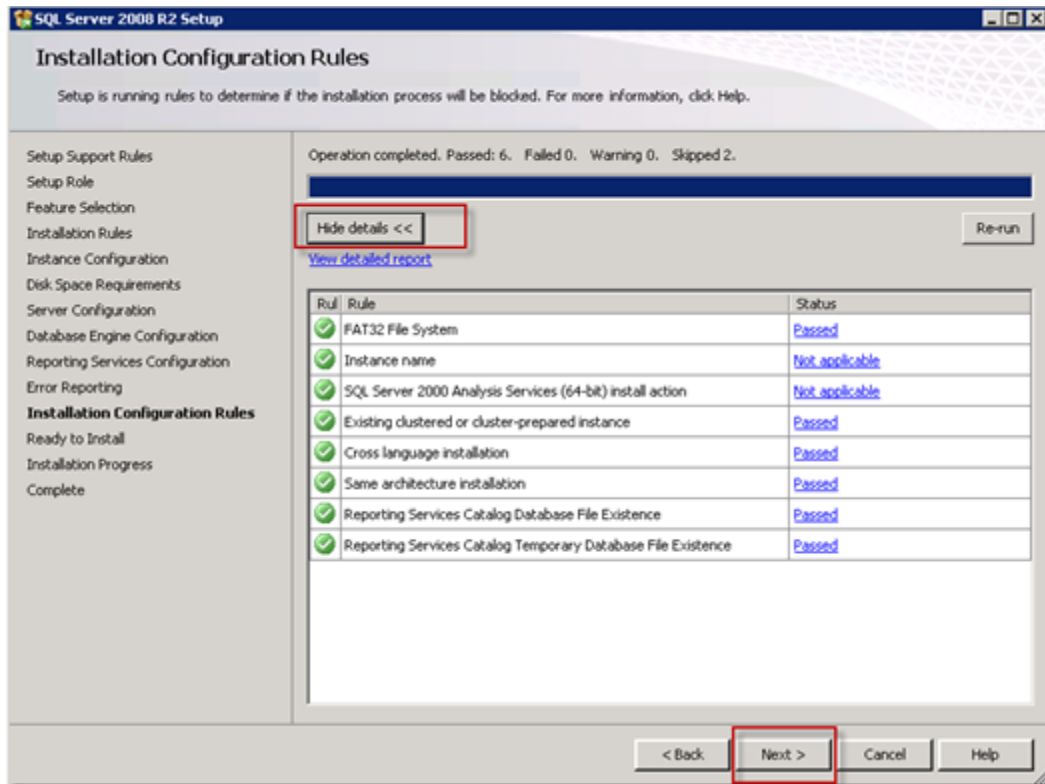 SQL Server 2008 R2 Setup
Installation Configuration Rules
Setup is running rules to determine if the installation process will be blocked. For more information, click Help.
Setup Support Rules
Setup Role
Feature Selection
Installation Rules
Instance Configuration
Disk Space Requirements
Server Configuration
Database Engine Configuration
Reporting Services Configuration
Error Reporting
Installation Configuration Rules
Ready to Install
Installation Progress
Complete
Operation completed. Passed: 6. Failed 0. Warning 0. Skipped 2.
Hide details <<
Re-run
View detailed report
Rul Rule Status
FAT32 File System Passed
Instance name Not applicable
SQL Server 2000 Analysis Services (64-bit) install action Not applicable
Existing clustered or cluster-prepared instance Passed
Cross language installation Passed
Same architecture installation Passed
Reporting Services Catalog Database File Existence Passed
Reporting Services Catalog Temporary Database File Existence Passed
< Back Next > Cancel Help